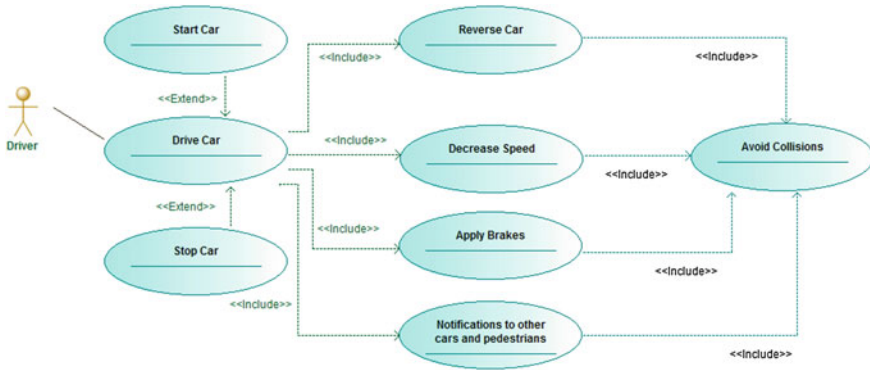 Start Car
Reverse Car
<<Include>>
<<Include>>
<<Extend>>
Driver
Drive Car
<<Include>>
Decrease Speed
<<Include>>
Avoid Collisions
<<Extend>>
Stop Car
<<Include>>
Apply Brakes
<<Include>>
<<Include>>
Notifications to other
cars and pedestrians
<<Include>>